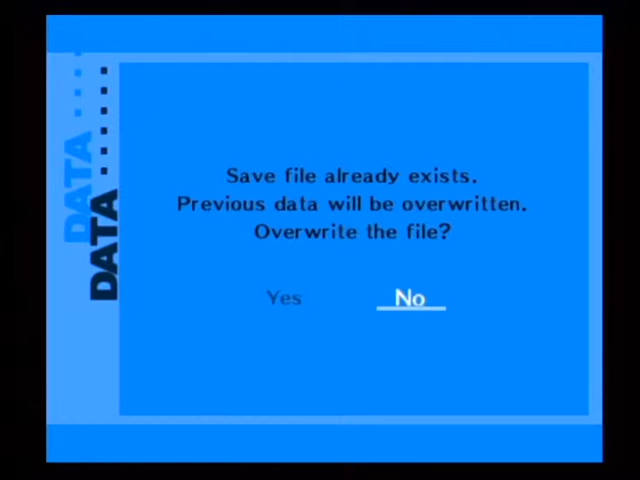 DATA
DATA
Save file already exists.
Previous data will be overwritten.
Overwrite the file?
Yes No